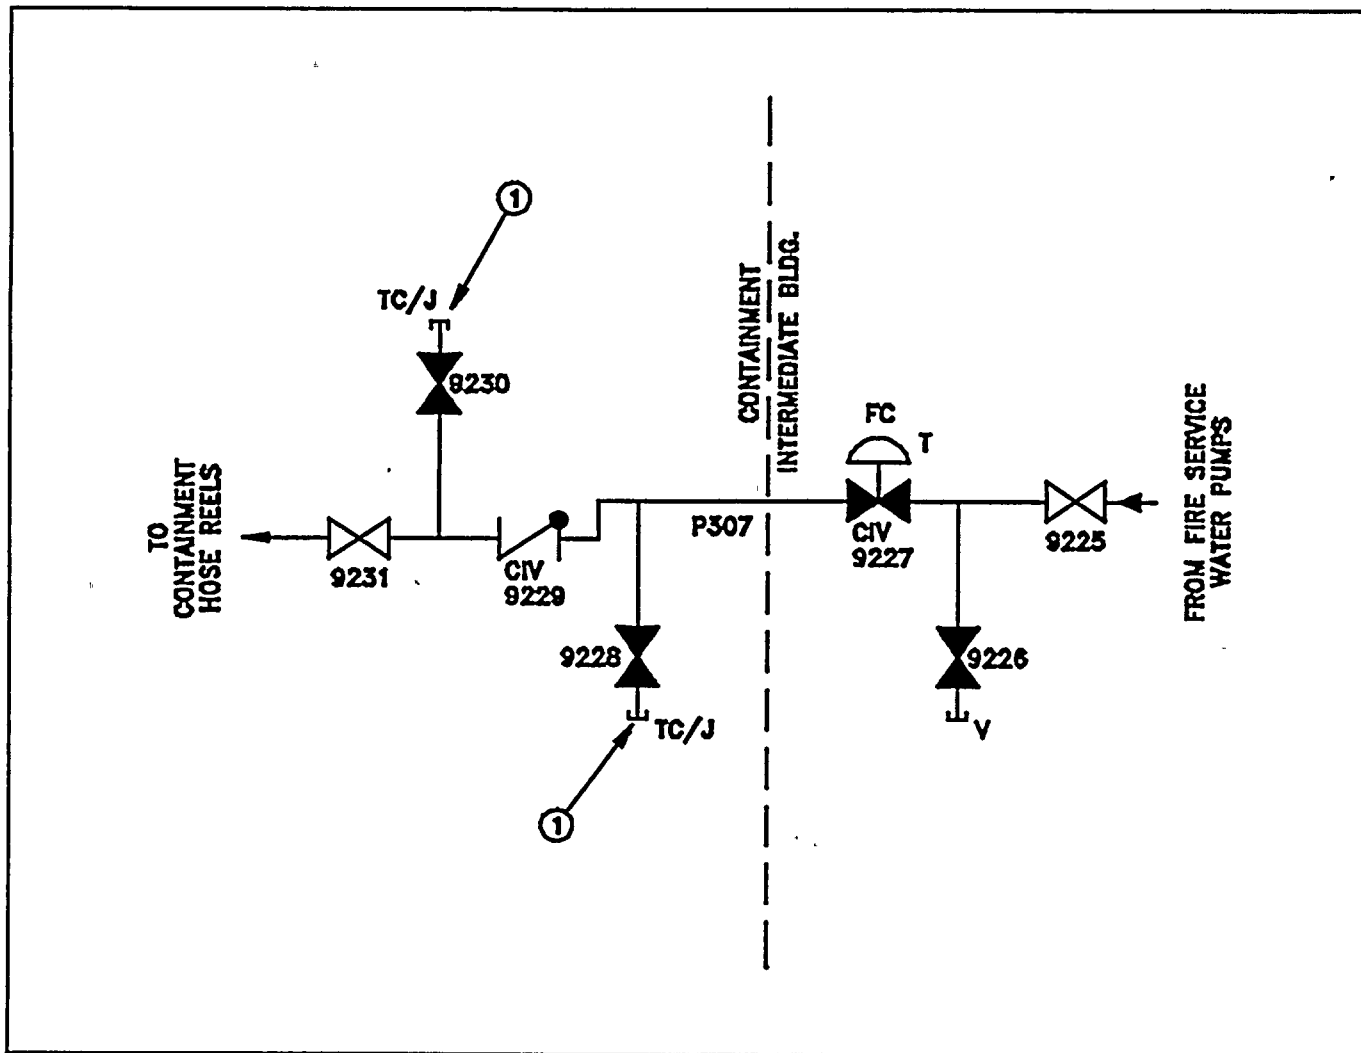 1
TC/J
9230
TO
CONTAINMENT
HOSE REELS
9231
CIV
9229
9228
TC/J
1
P307
CONTAINMENT
INTERMEDIATE BLDG.
FC
T
CIV
9227
9225
9226
V
FROM FIRE SERVICE
WATER PUMPS